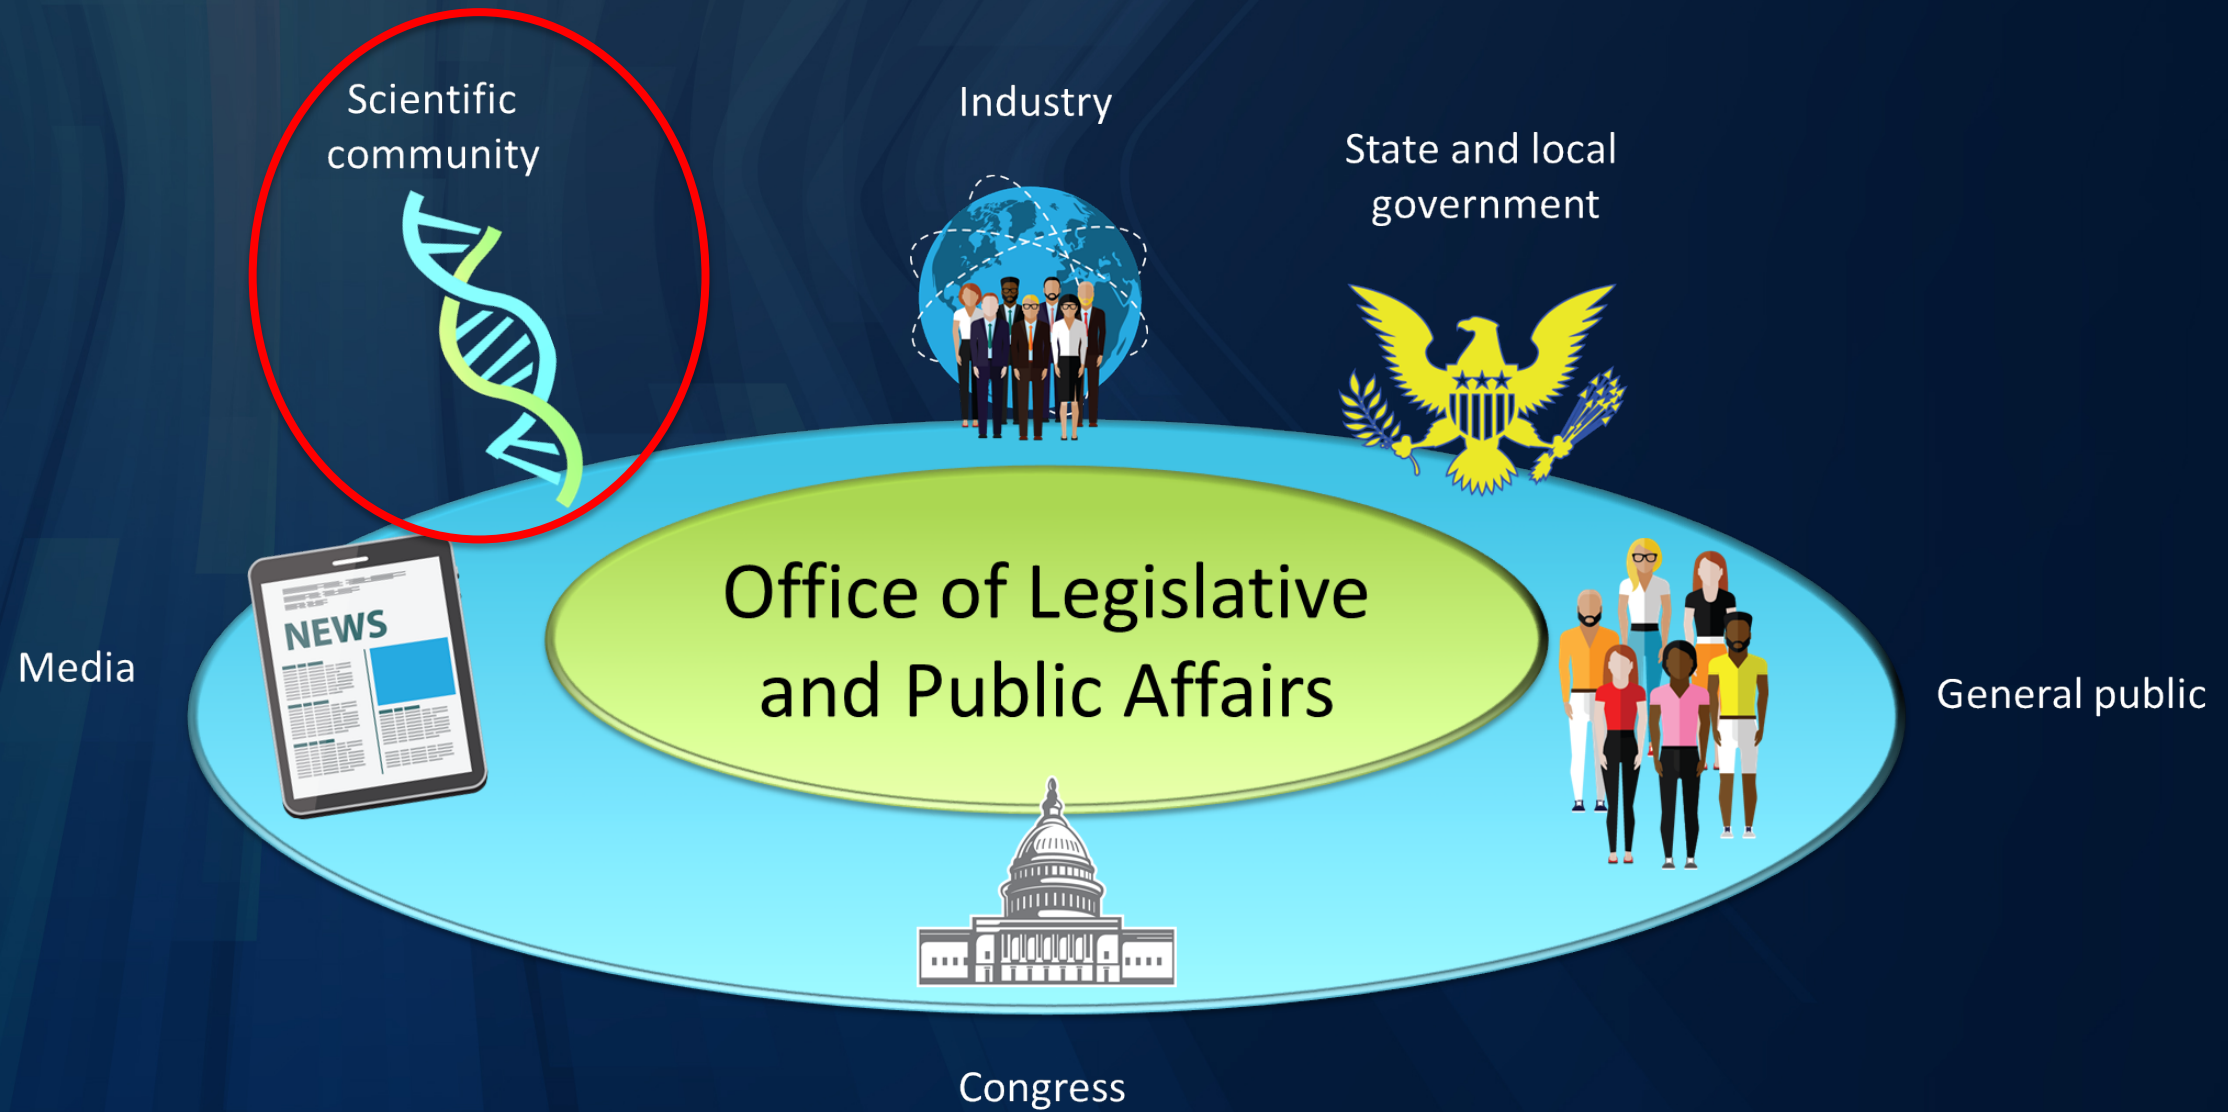 Scientific
community
Industry
State and local
government
NEWS
Office of Legislative
and Public Affairs
Media
General public
Congress